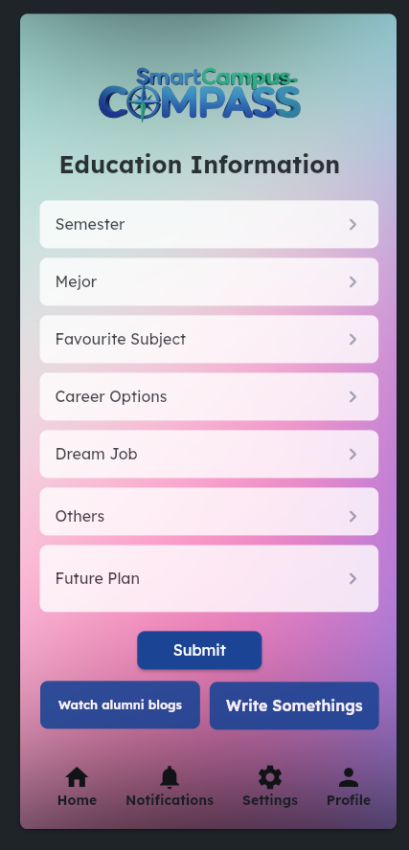 SmartCampus-
COMPASS
Education Information
Semester
Mejor
Favourite Subject
Career Options
Dream Job
Others
Future Plan
Submit
Watch alumni blogs Write Somethings
Home Notifications Settings Profile